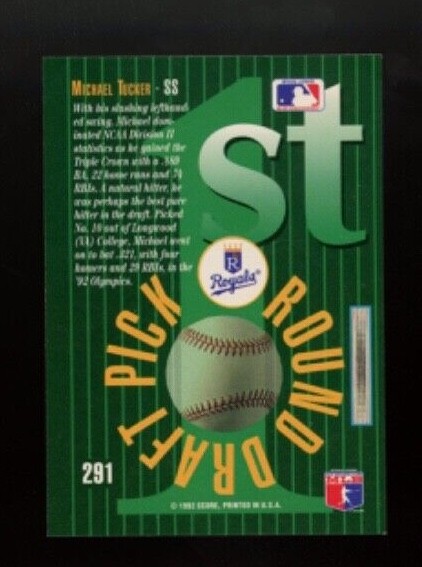 MICHAEL TUCKER - SS
With his slashing lefthand-
ed swing, Michael dom-
inated NCAA Division II
statistics as he gained the
Triple Crown with a
BA, 22 home runs and 74
RBIs. A natural hitter, he
was perhaps the best pure
hitter in the draft. Picked
No. 10 out of Longwood
(VA) College, Michael went
on to bat .321, with four
homers and 29 RBIs, in the
'92 Olympics.
1st
R
Royals
ROUND DRAFT PICK
291
© 1992 SCORE, PRINTED IN U.S.A.